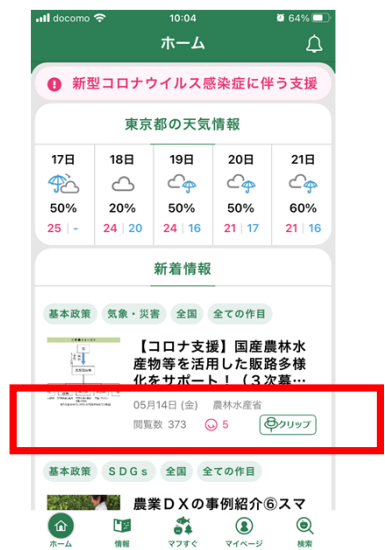 docomo 10:04 64%
ホーム
新型コロナウイルス感染症に伴う支援
東京都の天気情報
17日 18日 19日 20日 21日
50% 20% 50% 50% 60%
25 | - 24 | 20 24 | 16 21 | 17 21 | 16
新着情報
基本政策 気象・災害 全国 全ての作目
【コロナ支援】国産農林水
産物等を活用した販路多様
化をサポート！（３次募…
05月14日 (金) 農林水産省
閲覧数 373 5 クリップ
基本政策 ＳＤＧｓ 全国 全ての作目
農業ＤＸの事例紹介⑥スマ
ホーム 情報 マフすぐ マイページ 検索